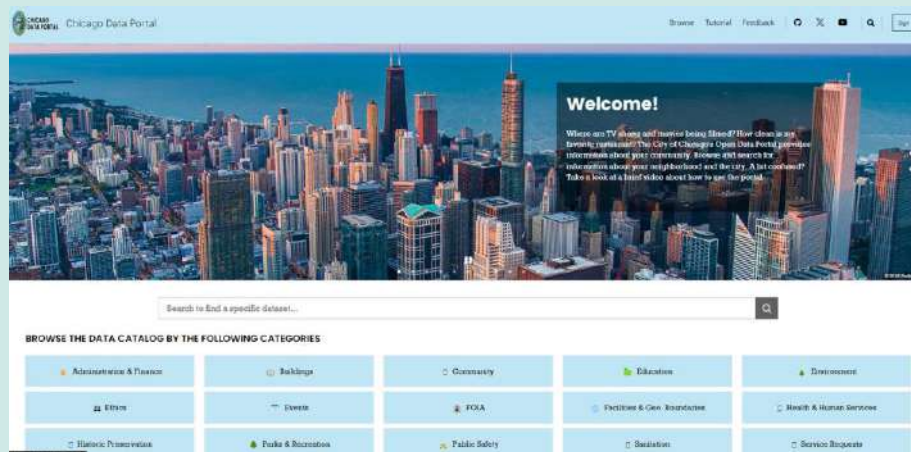 CHICAGO
DATA PORTAL
Chicago Data Portal
Browse Tutorial Feedback
Sign
Welcome!
Where are TV shows and movies being filmed? How clean is my
favorite restaurant? The City of Chicago's Open Data Portal provides
information about your community. Browse and search for
information about your neighborhood and the city. A bit confused?
Take a look at a brief video about how to use the portal.
Search to find a specific dataset...
BROWSE THE DATA CATALOG BY THE FOLLOWING CATEGORIES
Administration & Finance Buildings Community Education Environment
Ethics Events FOIA Facilities & Geo. Boundaries Health & Human Services
Historic Preservation Parks & Recreation Public Safety Sanitation Service Requests